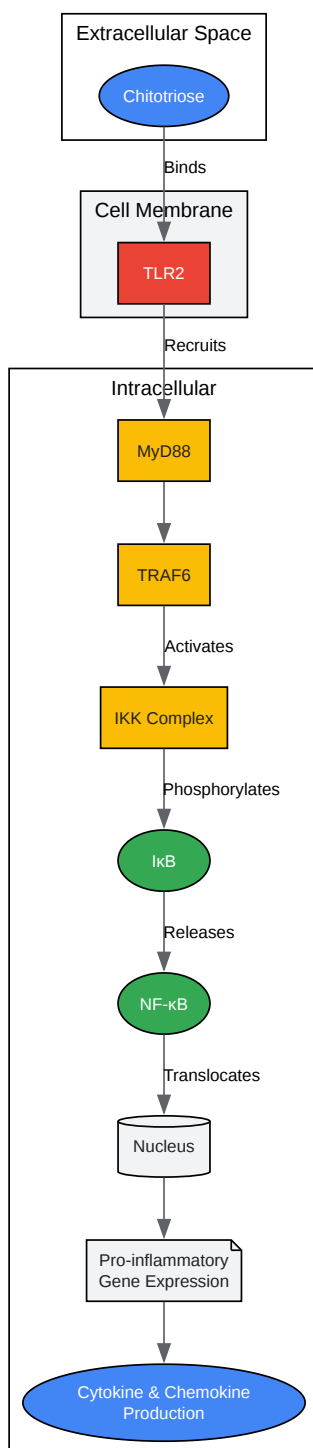 Extracellular Space
Chitotriose
Binds
Cell Membrane
TLR2
Recruits
Intracellular
MyD88
TRAF6
Activates
IKK Complex
Phosphorylates
IκB
Releases
NF-κB
Translocates
Nucleus
Pro-inflammatory
Gene Expression
Cytokine & Chemokine
Production